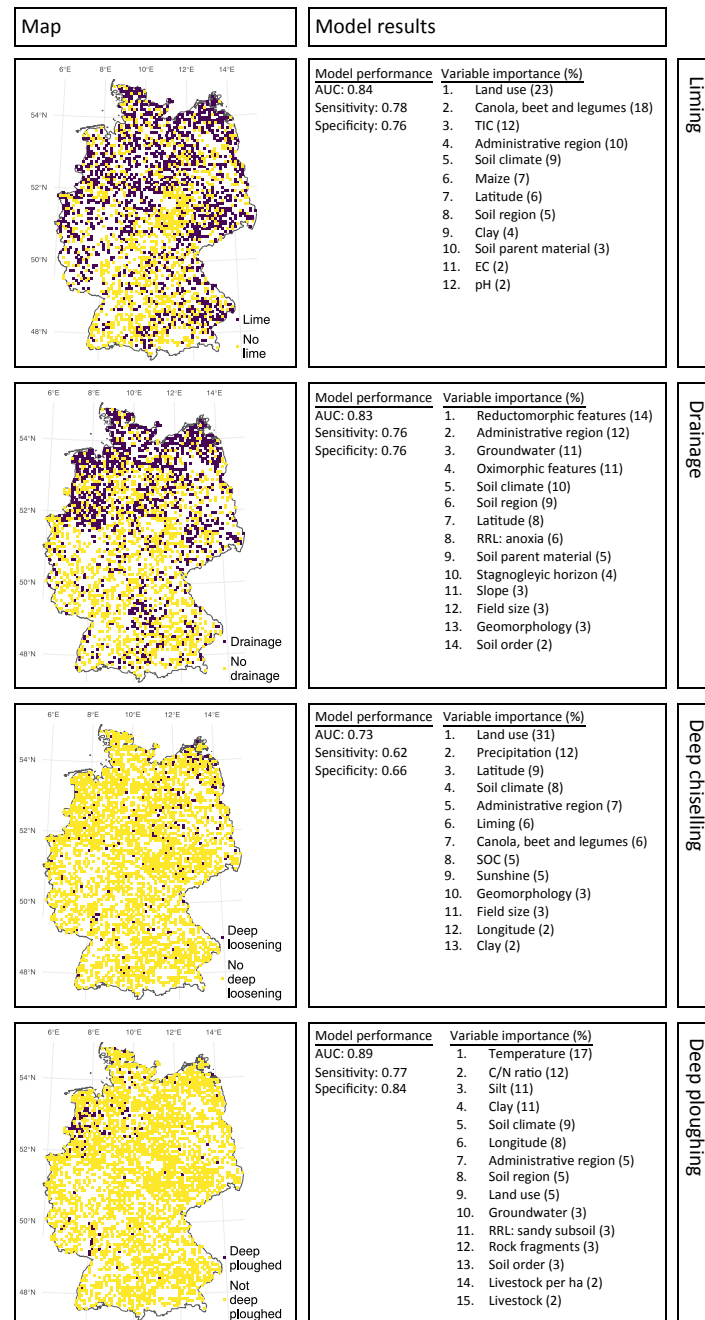 Map
Model results
6°E 8°E 10°E 12°E 14°E
54°N
52°N
50°N
48°N
Lime
No
lime
Model performance
AUC: 0.84
Sensitivity: 0.78
Specificity: 0.76
Variable importance (%)
1. Land use (23)
2. Canola, beet and legumes (18)
3. TIC (12)
4. Administrative region (10)
5. Soil climate (9)
6. Maize (7)
7. Latitude (6)
8. Soil region (5)
9. Clay (4)
10. Soil parent material (3)
11. EC (2)
12. pH (2)
Liming
6°E 8°E 10°E 12°E 14°E
54°N
52°N
50°N
48°N
Drainage
No
drainage
Model performance
AUC: 0.83
Sensitivity: 0.76
Specificity: 0.76
Variable importance (%)
1. Reductomorphic features (14)
2. Administrative region (12)
3. Groundwater (11)
4. Oximorphic features (11)
5. Soil climate (10)
6. Soil region (9)
7. Latitude (8)
8. RRL: anoxia (6)
9. Soil parent material (5)
10. Stagnogleyic horizon (4)
11. Slope (3)
12. Field size (3)
13. Geomorphology (3)
14. Soil order (2)
Drainage
6°E 8°E 10°E 12°E 14°E
54°N
52°N
50°N
48°N
Deep
loosening
No
deep
loosening
Model performance
AUC: 0.73
Sensitivity: 0.62
Specificity: 0.66
Variable importance (%)
1. Land use (31)
2. Precipitation (12)
3. Latitude (9)
4. Soil climate (8)
5. Administrative region (7)
6. Liming (6)
7. Canola, beet and legumes (6)
8. SOC (5)
9. Sunshine (5)
10. Geomorphology (3)
11. Field size (3)
12. Longitude (2)
13. Clay (2)
Deep chiselling
6°E 8°E 10°E 12°E 14°E
54°N
52°N
50°N
48°N
Deep
ploughed
Not
deep
ploughed
Model performance
AUC: 0.89
Sensitivity: 0.77
Specificity: 0.84
Variable importance (%)
1. Temperature (17)
2. C/N ratio (12)
3. Silt (11)
4. Clay (11)
5. Soil climate (9)
6. Longitude (8)
7. Administrative region (5)
8. Soil region (5)
9. Land use (5)
10. Groundwater (3)
11. RRL: sandy subsoil (3)
12. Rock fragments (3)
13. Soil order (3)
14. Livestock per ha (2)
15. Livestock (2)
Deep ploughing